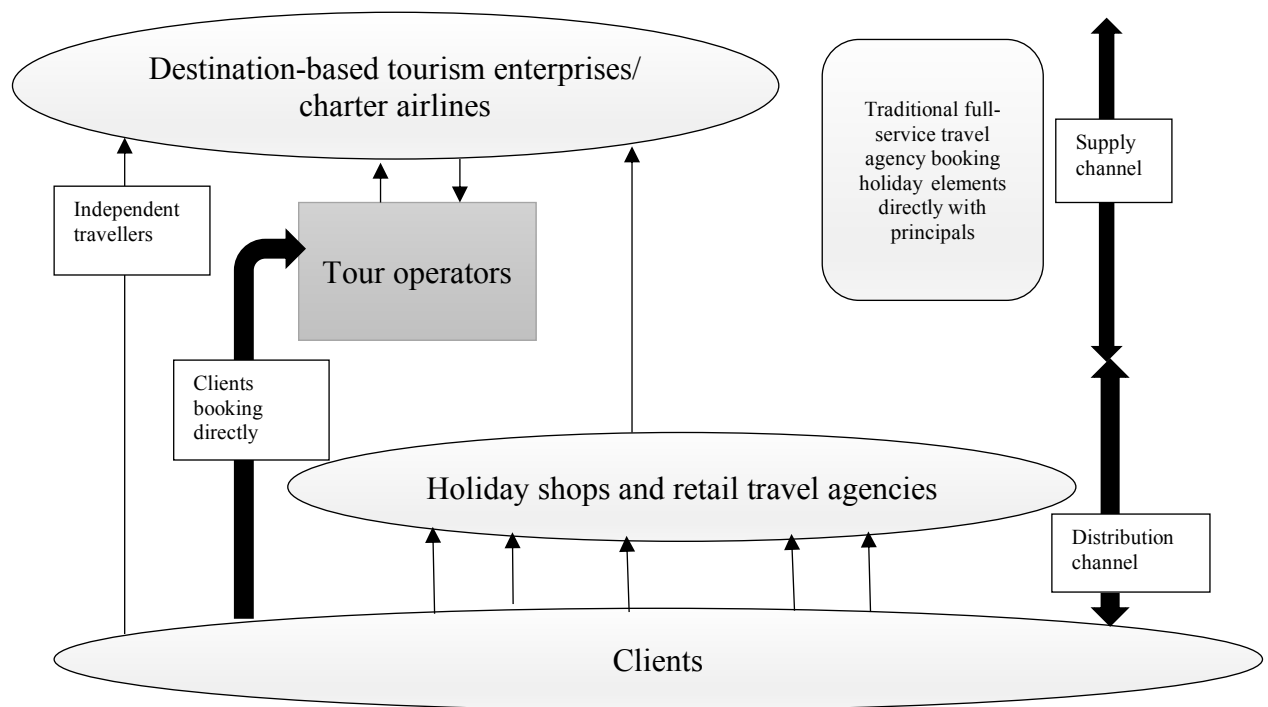 Destination-based tourism enterprises/
charter airlines
Traditional full-
service travel
agency booking
holiday elements
directly with
principals
Supply
channel
Independent
travellers
Tour operators
Clients
booking
directly
Holiday shops and retail travel agencies
Distribution
channel
Clients